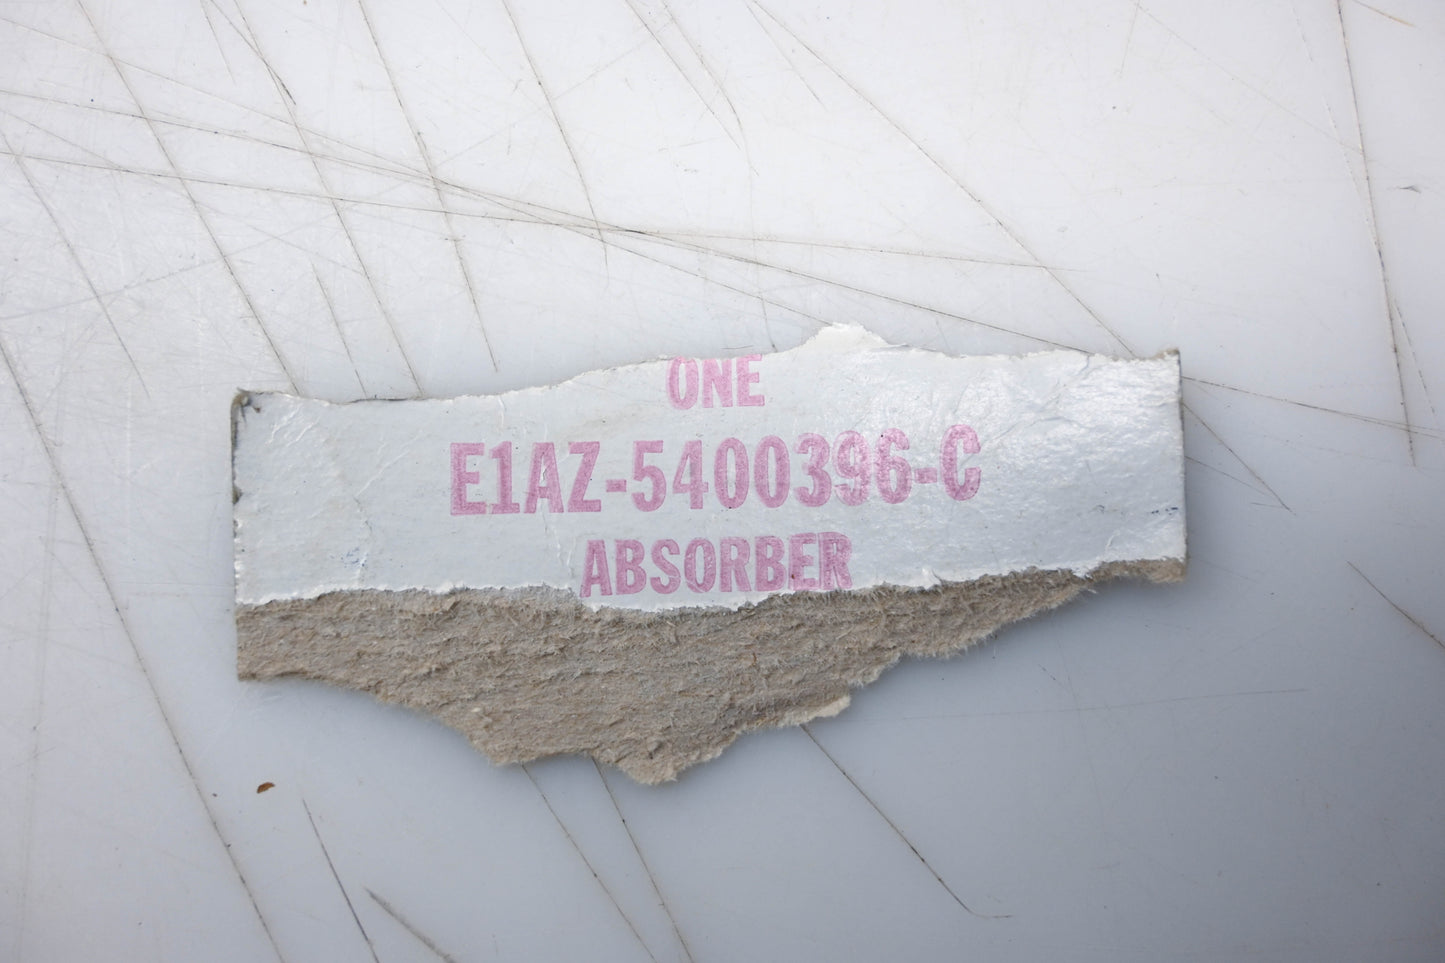 ONE
E1AZ-5400396-C
ABSORBER